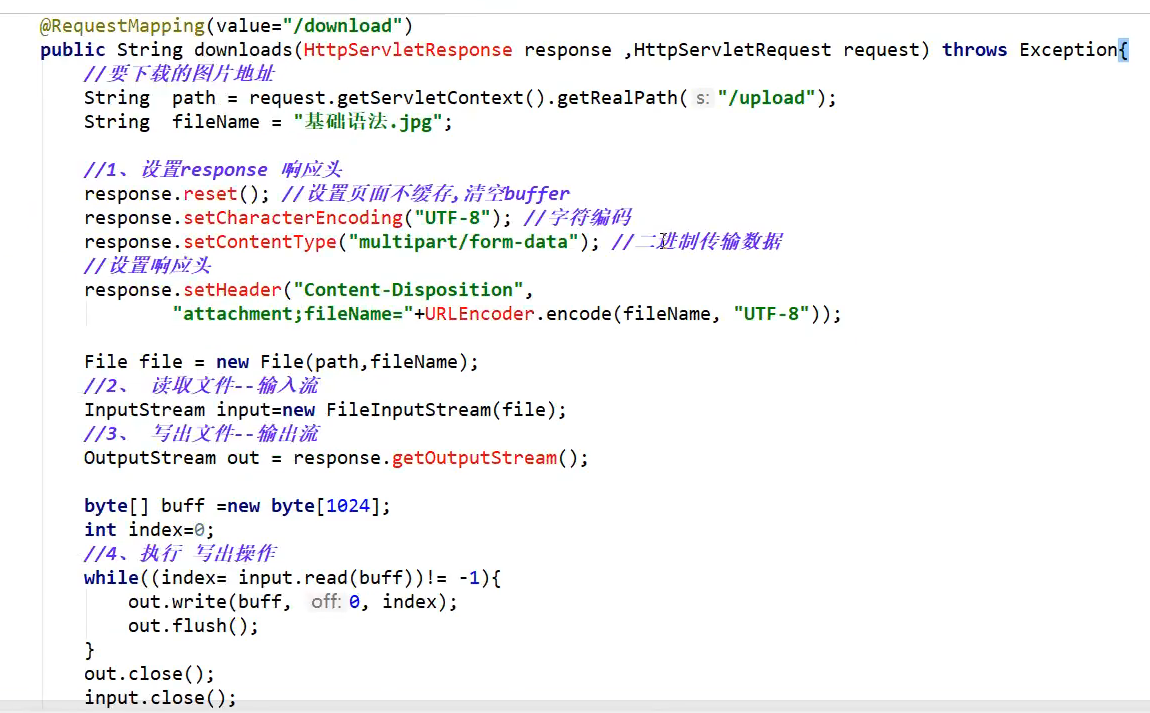 @RequestMapping(value="/download")
public String downloads(HttpServletResponse response ,HttpServletRequest request) throws Exception{
//要下载的图片地址
String  path = request.getServletContext().getRealPath( s: "/upload");
String  fileName = "基础语法.jpg";
//1、设置response 响应头
response.reset(); //设置页面不缓存,清空buffer
response.setCharacterEncoding("UTF-8"); //字符编码
response.setContentType("multipart/form-data"); //二进制传输数据
//设置响应头
response.setHeader("Content-Disposition",
"attachment;fileName="+URLEncoder.encode(fileName, "UTF-8"));
File file = new File(path,fileName);
//2、 读取文件--输入流
InputStream input=new FileInputStream(file);
//3、 写出文件--输出流
OutputStream out = response.getOutputStream();
byte[] buff =new byte[1024];
int index=0;
//4、执行 写出操作
while((index= input.read(buff))!= -1){
out.write(buff, off: 0, index);
out.flush();
}
out.close();
input.close();